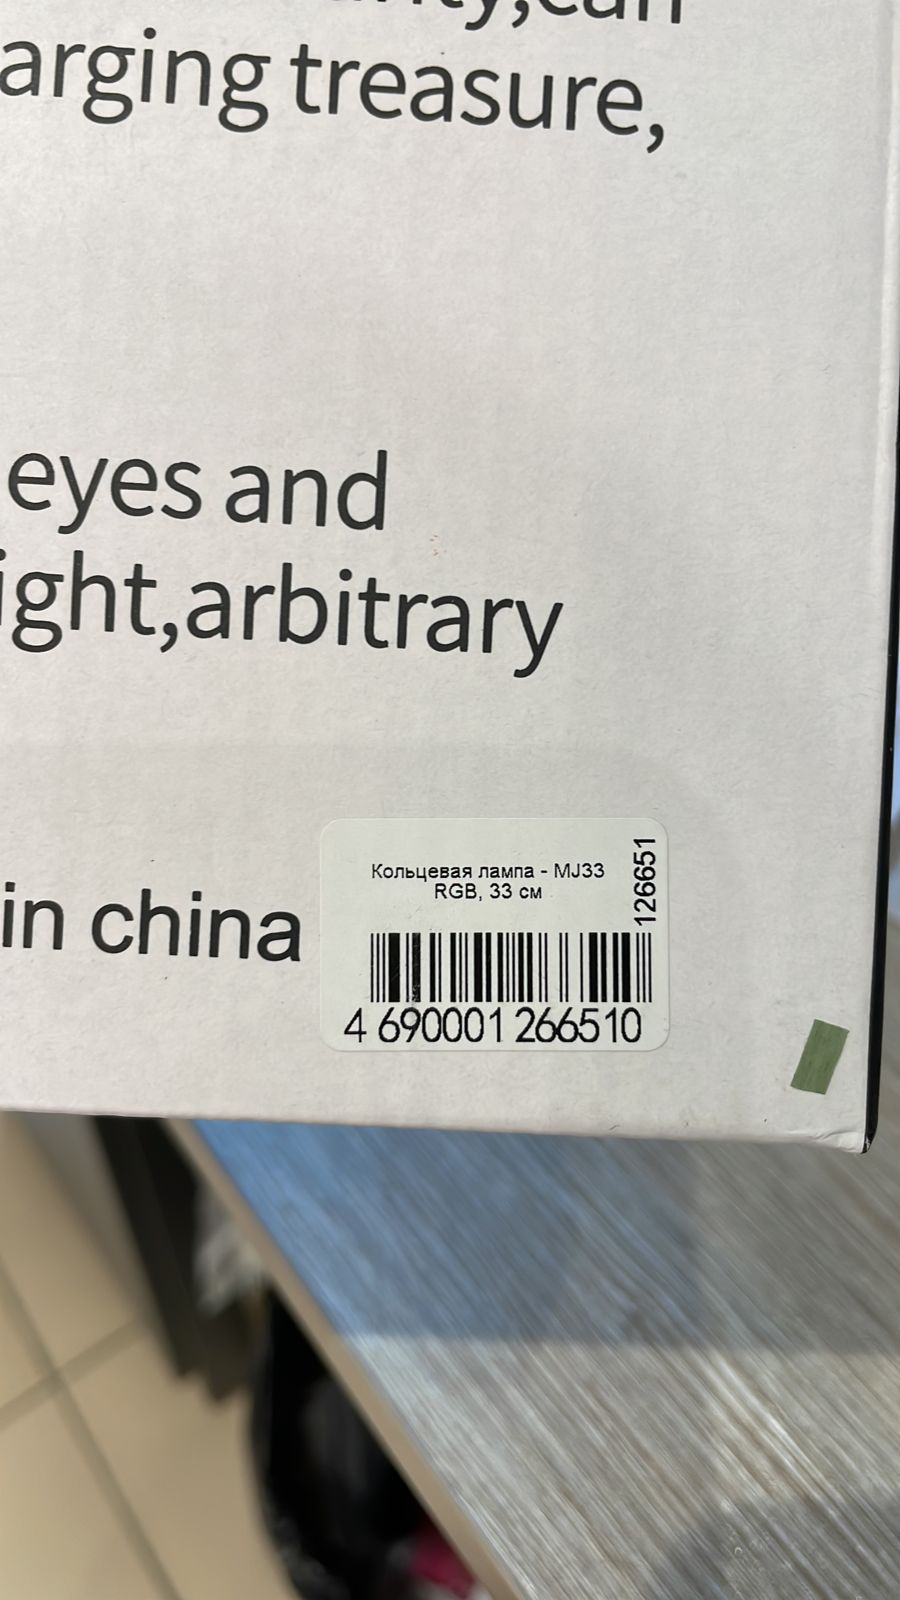 arging treasure,
eyes and
ight,arbitrary
in china
Кольцевая лампа - MJ33
RGB, 33 см
126651
4 690001 266510